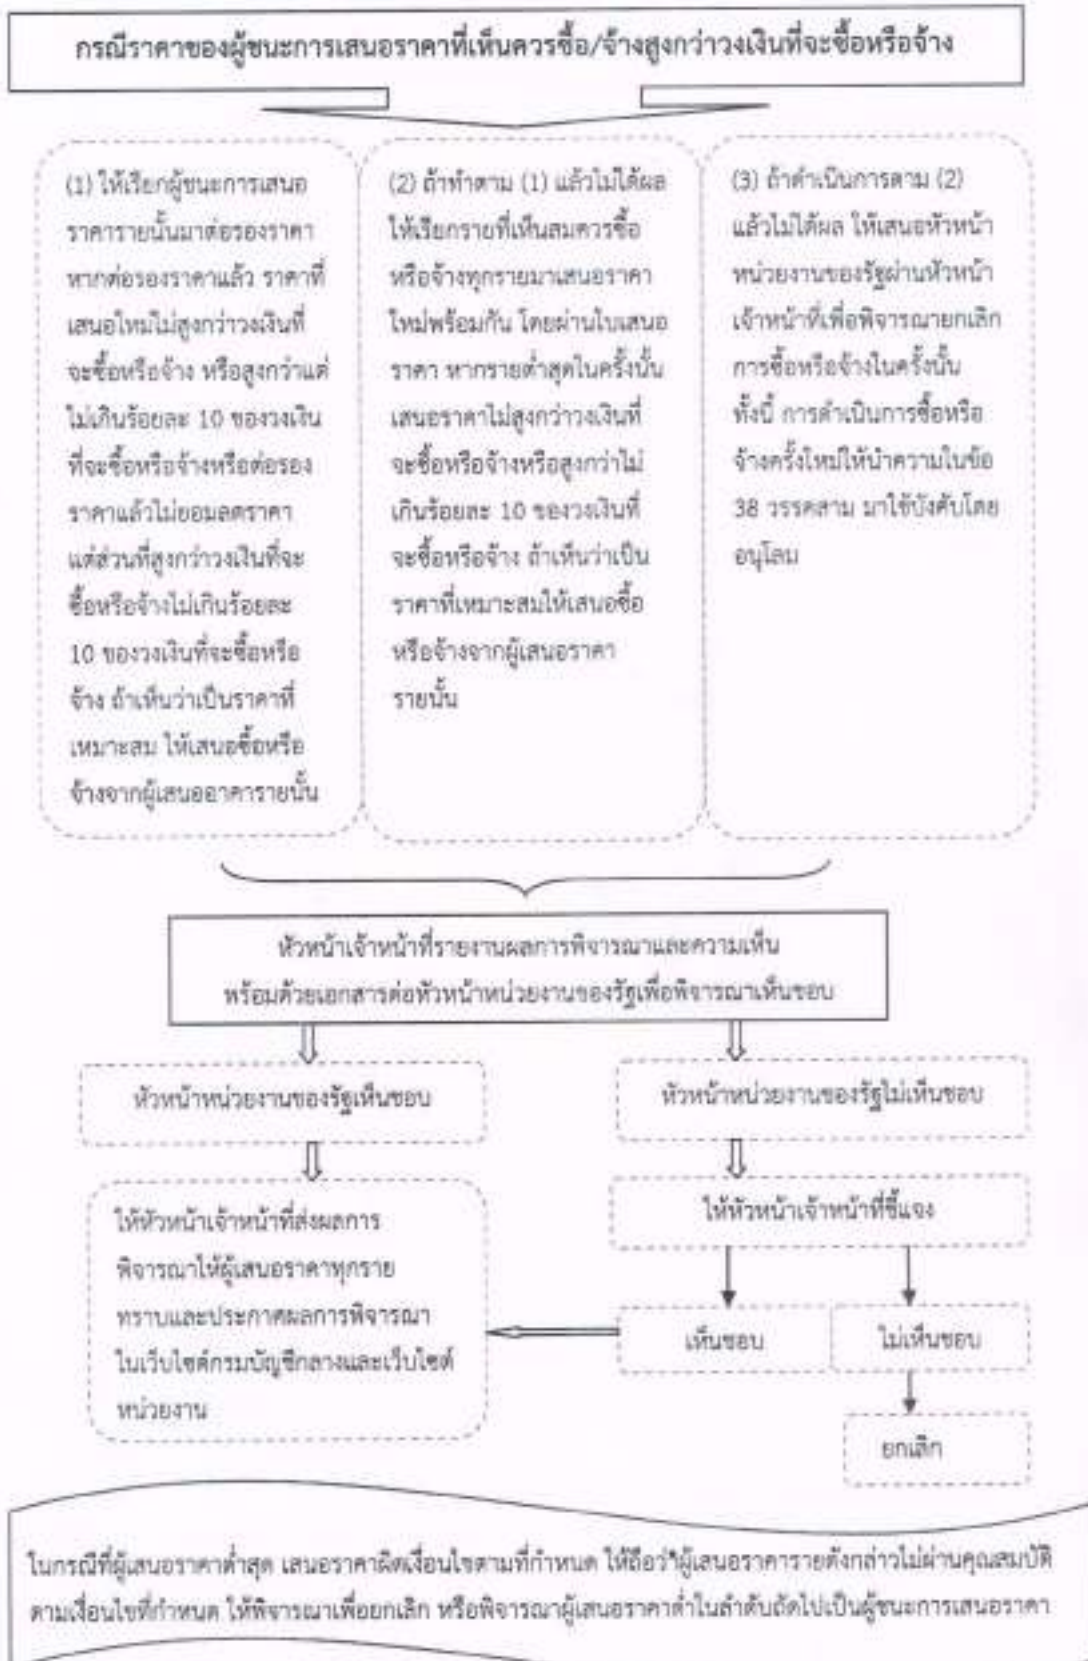 กรณีราคาของผู้ชนะการเสนอราคาที่เห็นควรซื้อ/จ้างสูงกว่าวงเงินที่จะซื้อหรือจ้าง
(1) ให้เรียกผู้ชนะการเสนอ
ราคารายนั้นมาต่อรองราคา
หากต่อรองราคาแล้ว ราคาที่
เสนอใหม่ไม่สูงกว่าวงเงินที่
จะซื้อหรือจ้าง หรือสูงกว่าแต่
ไม่เกินร้อยละ 10 ของวงเงิน
ที่จะซื้อหรือจ้างหรือต่อรอง
ราคาแล้วไม่ยอมลดราคา
แต่ส่วนที่สูงกว่าวงเงินที่จะ
ซื้อหรือจ้างไม่เกินร้อยละ
10 ของวงเงินที่จะซื้อหรือ
จ้าง ถ้าเห็นว่าเป็นราคาที่
เหมาะสม ให้เสนอซื้อหรือ
จ้างจากผู้เสนออาคารายนั้น
(2) ถ้าทำตาม (1) แล้วไม่ได้ผล
ให้เรียกรายที่เห็นสมควรซื้อ
หรือจ้างทุกรายมาเสนอราคา
ใหม่พร้อมกัน โดยผ่านใบเสนอ
ราคา หากรายต่ำสุดในครั้งนั้น
เสนอราคาไม่สูงกว่าวงเงินที่
จะซื้อหรือจ้างหรือสูงกว่าไม่
เกินร้อยละ 10 ของวงเงินที่
จะซื้อหรือจ้าง ถ้าเห็นว่าเป็น
ราคาที่เหมาะสมให้เสนอซื้อ
หรือจ้างจากผู้เสนอราคา
รายนั้น
(3) ถ้าดำเนินการตาม (2)
แล้วไม่ได้ผล ให้เสนอหัวหน้า
หน่วยงานของรัฐผ่านหัวหน้า
เจ้าหน้าที่เพื่อพิจารณายกเลิก
การซื้อหรือจ้างในครั้งนั้น
ทั้งนี้ การดำเนินการซื้อหรือ
จ้างครั้งใหม่ให้นำความในข้อ
38 วรรคสาม มาใช้บังคับโดย
อนุโลม
หัวหน้าเจ้าหน้าที่รายงานผลการพิจารณาและความเห็น
พร้อมด้วยเอกสารต่อหัวหน้าหน่วยงานของรัฐเพื่อพิจารณาเห็นชอบ
หัวหน้าหน่วยงานของรัฐเห็นชอบ
หัวหน้าหน่วยงานของรัฐไม่เห็นชอบ
ให้หัวหน้าเจ้าหน้าที่ส่งผลการ
พิจารณาให้ผู้เสนอราคาทุกราย
ทราบและประกาศผลการพิจารณา
ในเว็บไซต์กรมบัญชีกลางและเว็บไซต์
หน่วยงาน
ให้หัวหน้าเจ้าหน้าที่ชี้แจง
เห็นชอบ
ไม่เห็นชอบ
ยกเลิก
ในกรณีที่ผู้เสนอราคาต่ำสุด เสนอราคาผิดเงื่อนไขตามที่กำหนด ให้ถือว่าผู้เสนอราคารายดังกล่าวไม่ผ่านคุณสมบัติ
ตามเงื่อนไขที่กำหนด ให้พิจารณาเพื่อยกเลิก หรือพิจารณาผู้เสนอราคาต่ำในลำดับถัดไปเป็นผู้ชนะการเสนอราคา